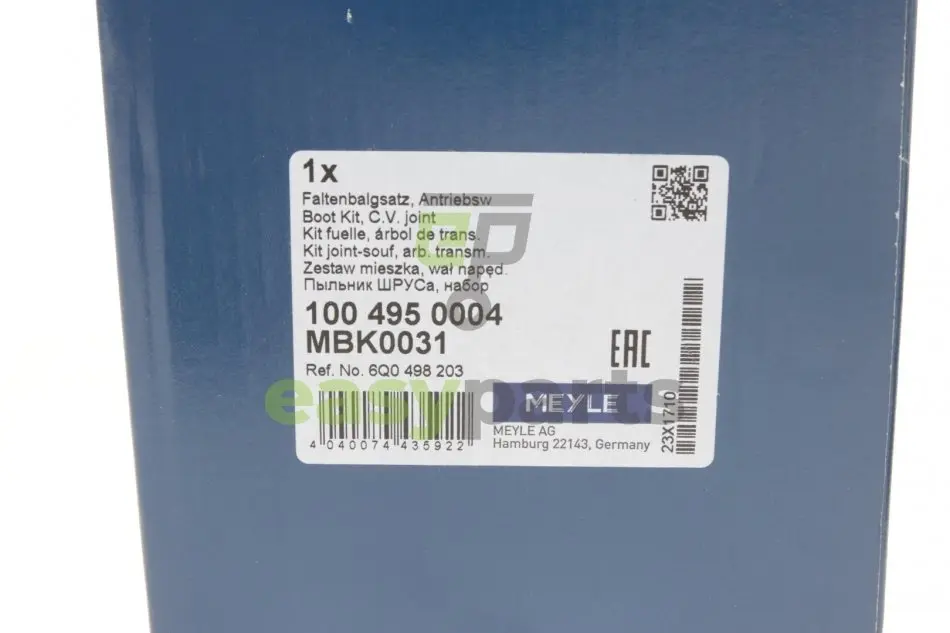 1x
Faltenbalgsatz, Antriebsw
Boot Kit, C.V. joint
Kit fuelle, árbol de trans.
Kit joint-souf, arb. transm.
Zestaw mieszka, wał napęd.
Пыльник ШРУСа, набор
100 495 0004
MBK0031
EAC
Ref. No. 6Q0 498 203
easyparts
MEYLE
MEYLE AG
Hamburg 22143, Germany
4 040074 435922
23X1710